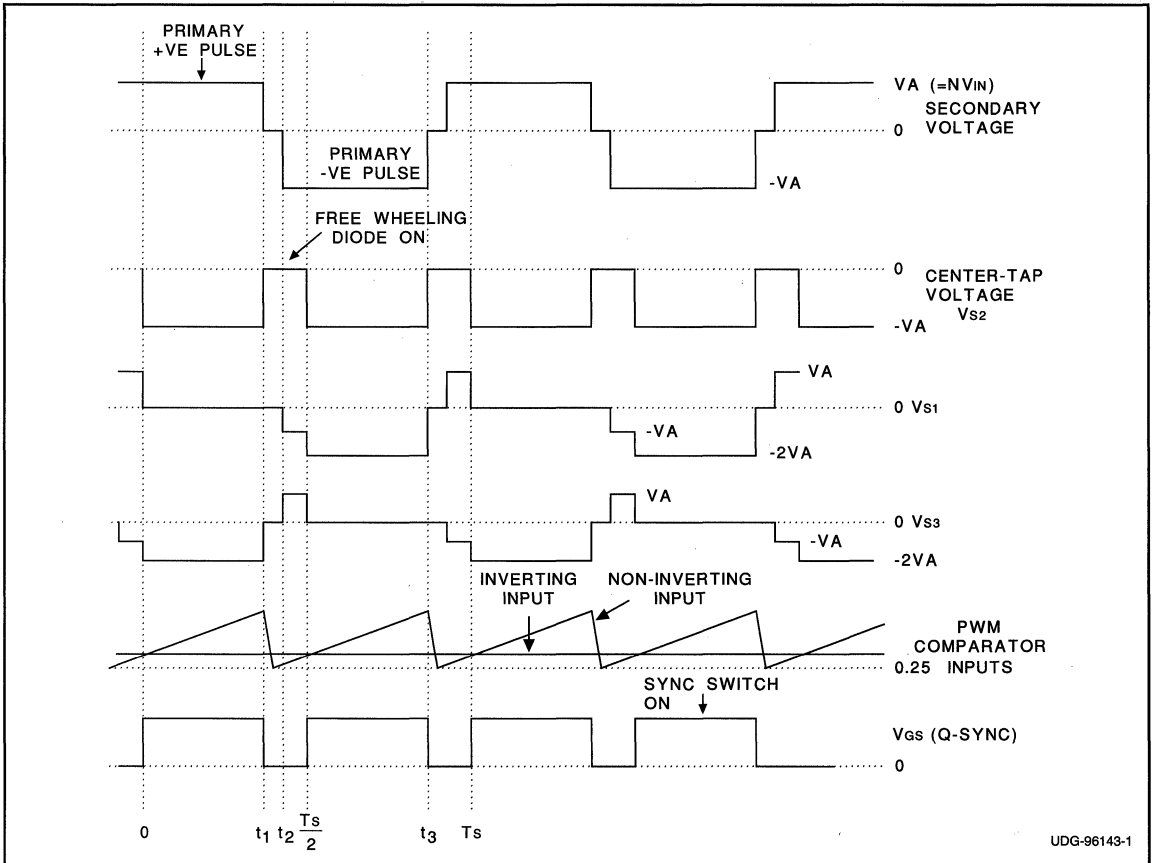 PRIMARY
+VE PULSE
VA (=NVIN)
SECONDARY
VOLTAGE
0
PRIMARY
-VE PULSE
-VA
FREE WHEELING
DIODE ON
0
CENTER-TAP
VOLTAGE
VS2
-VA
VA
0 VS1
-VA
-2VA
VA
0 VS3
-VA
-2VA
INVERTING
INPUT
NON-INVERTING
INPUT
PWM
COMPARATOR
0.25 INPUTS
SYNC SWITCH
ON
VGS (Q-SYNC)
0
0 t1 t2 Ts/2 t3 Ts
UDG-96143-1